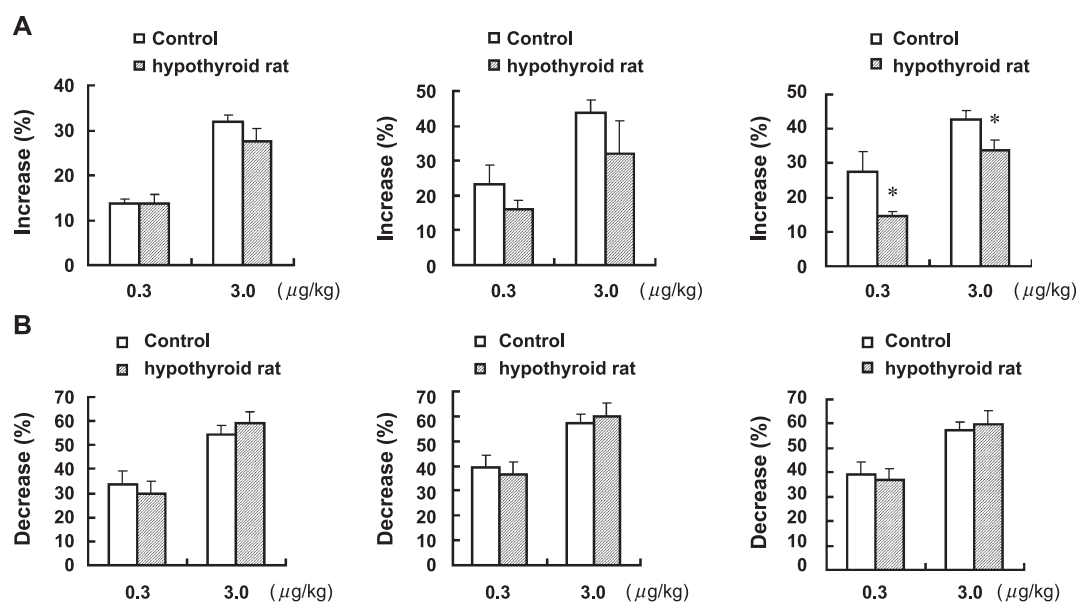 A
Control
hypothyroid rat
Increase (%)
40
30
20
10
0
0.3
3.0
(μg/kg)
Control
hypothyroid rat
Increase (%)
50
40
30
20
10
0
0.3
3.0
(μg/kg)
Control
hypothyroid rat
Increase (%)
50
40
30
20
10
0
*
*
0.3
3.0
(μg/kg)
B
Control
hypothyroid rat
Decrease (%)
70
60
50
40
30
20
10
0
0.3
3.0
(μg/kg)
Control
hypothyroid rat
Decrease (%)
70
60
50
40
30
20
10
0
0.3
3.0
(μg/kg)
Control
hypothyroid rat
Decrease (%)
70
60
50
40
30
20
10
0
0.3
3.0
(μg/kg)